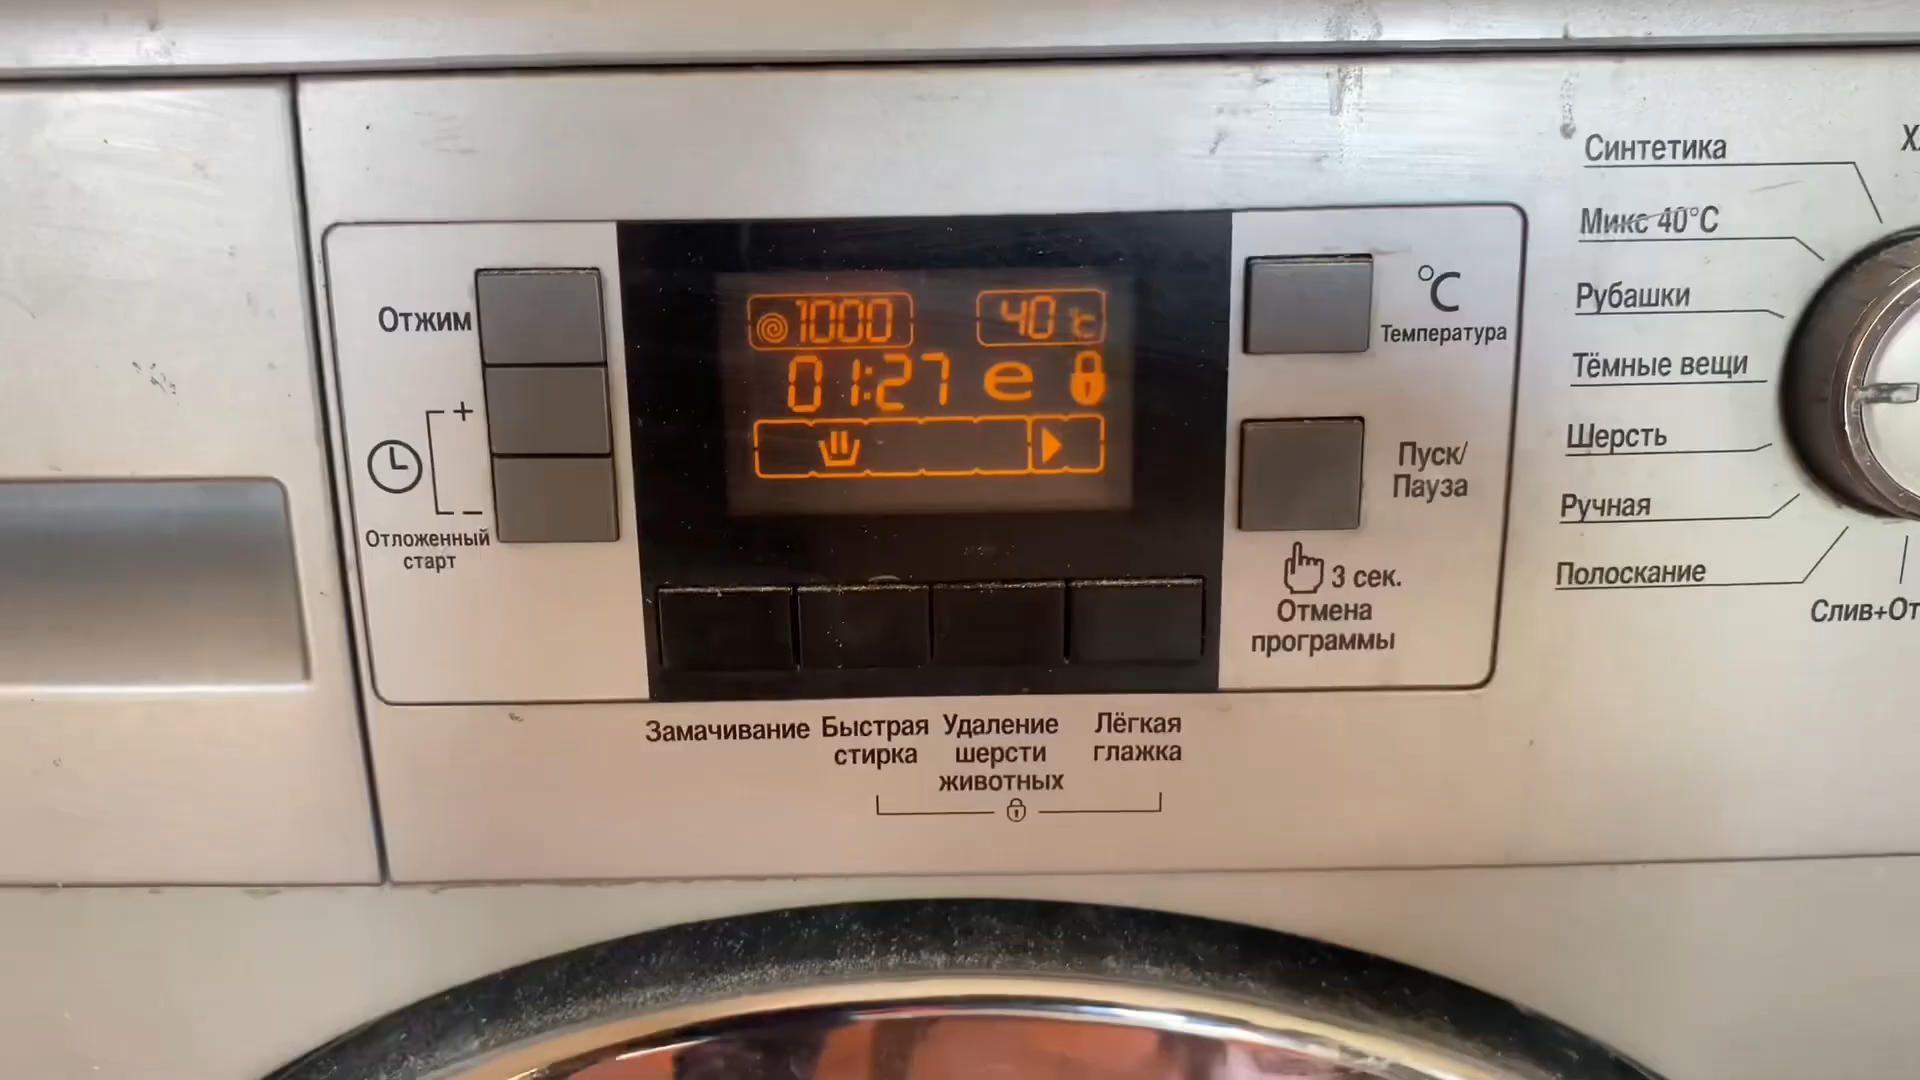 Отжим
+
−
Отложенный
старт
1000
40 °C
01:27 e
°C
Температура
Пуск/
Пауза
3 сек.
Отмена
программы
Замачивание
Быстрая
стирка
Удаление
шерсти
животных
Лёгкая
глажка
Синтетика
Микс 40°C
Рубашки
Тёмные вещи
Шерсть
Ручная
Полоскание
Слив+От